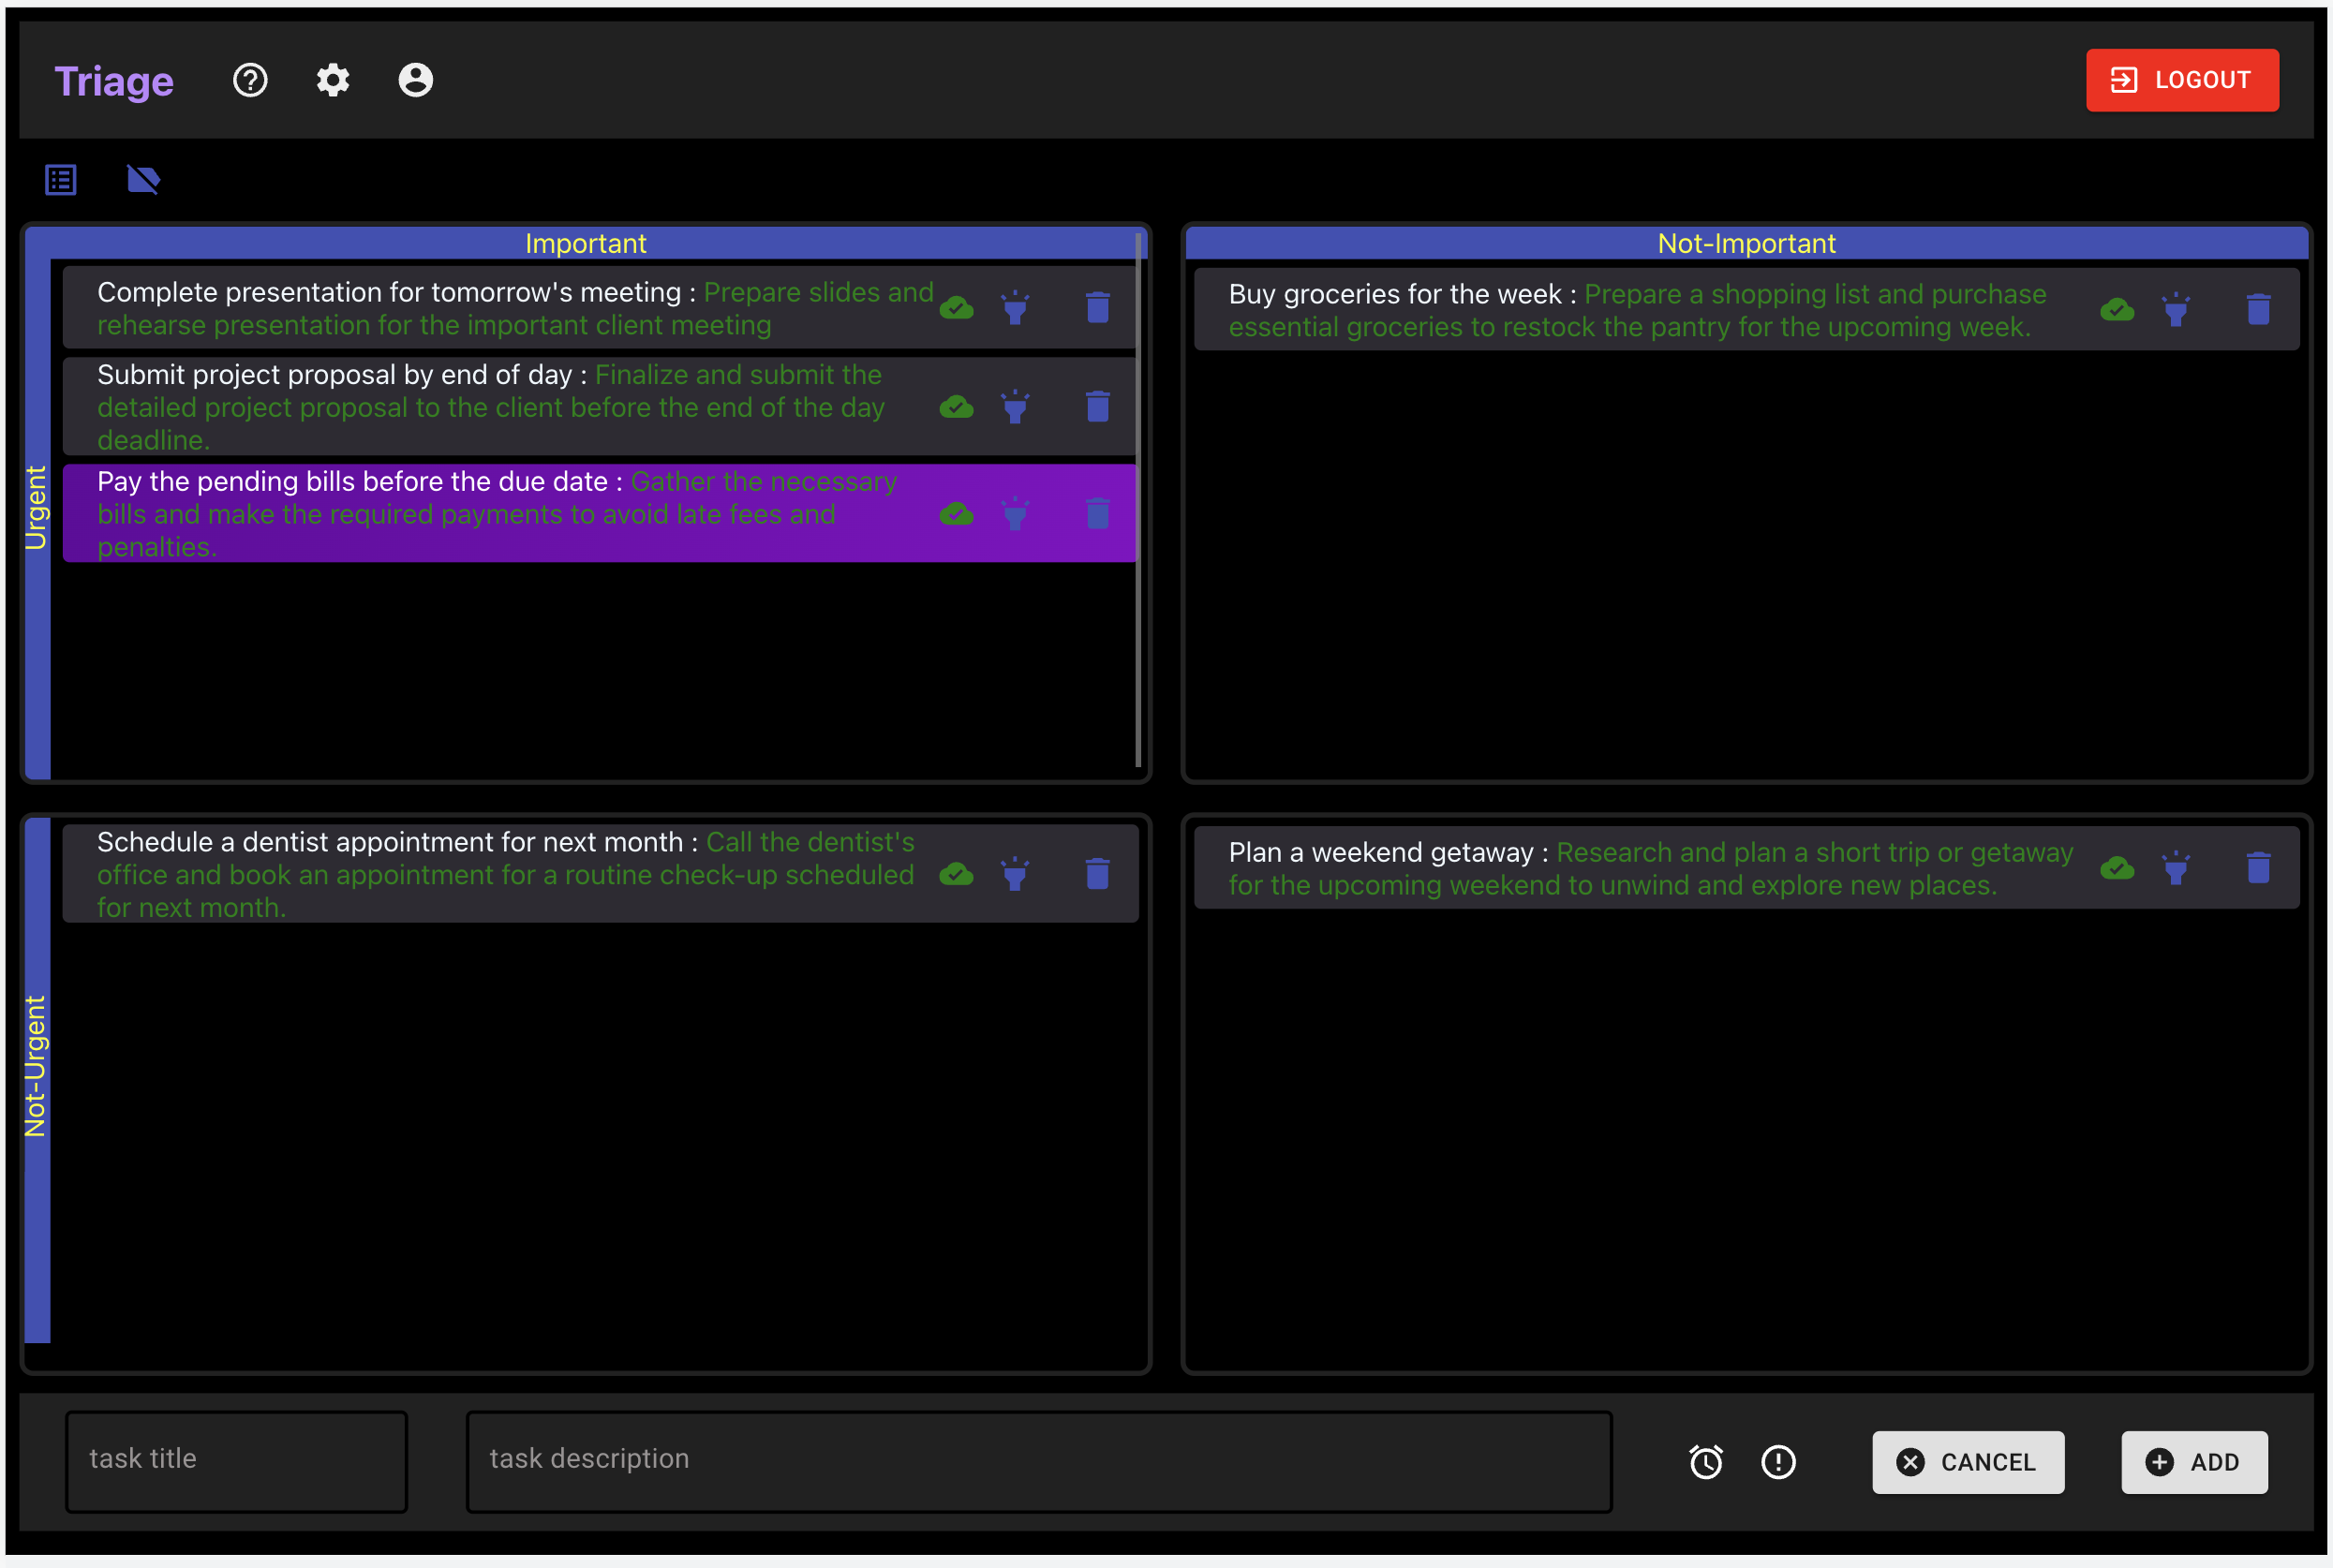 Triage
LOGOUT
Important
Urgent
Complete presentation for tomorrow's meeting : Prepare slides and
rehearse presentation for the important client meeting
Submit project proposal by end of day : Finalize and submit the
detailed project proposal to the client before the end of the day
deadline.
Pay the pending bills before the due date : Gather the necessary
bills and make the required payments to avoid late fees and
penalties.
Not-Important
Buy groceries for the week : Prepare a shopping list and purchase
essential groceries to restock the pantry for the upcoming week.
Not-Urgent
Schedule a dentist appointment for next month : Call the dentist's
office and book an appointment for a routine check-up scheduled
for next month.
Plan a weekend getaway : Research and plan a short trip or getaway
for the upcoming weekend to unwind and explore new places.
task title
task description
CANCEL
ADD